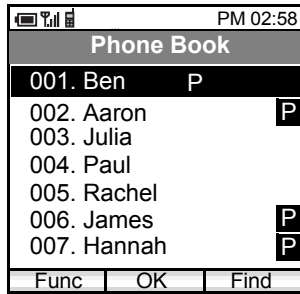 PM 02:58
Phone Book
001. Ben P
002. Aaron P
003. Julia
004. Paul
005. Rachel
006. James P
007. Hannah P
Func OK Find